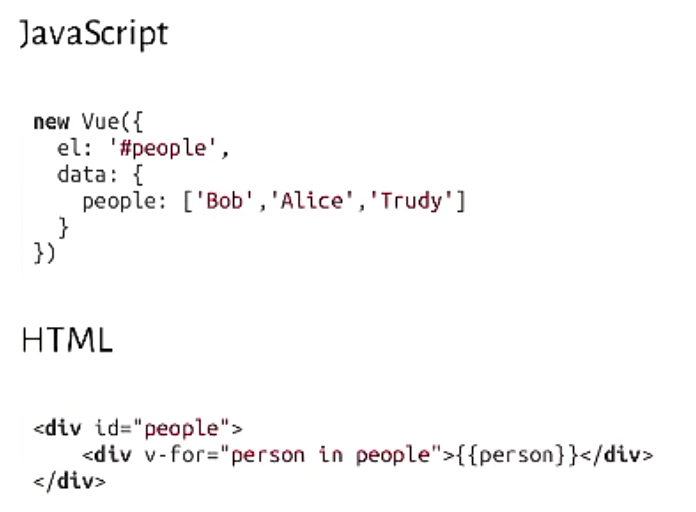 JavaScript
new Vue({
  el: '#people',
  data: {
    people: ['Bob','Alice','Trudy']
  }
})
HTML
<div id="people">
    <div v-for="person in people">{{person}}</div>
</div>